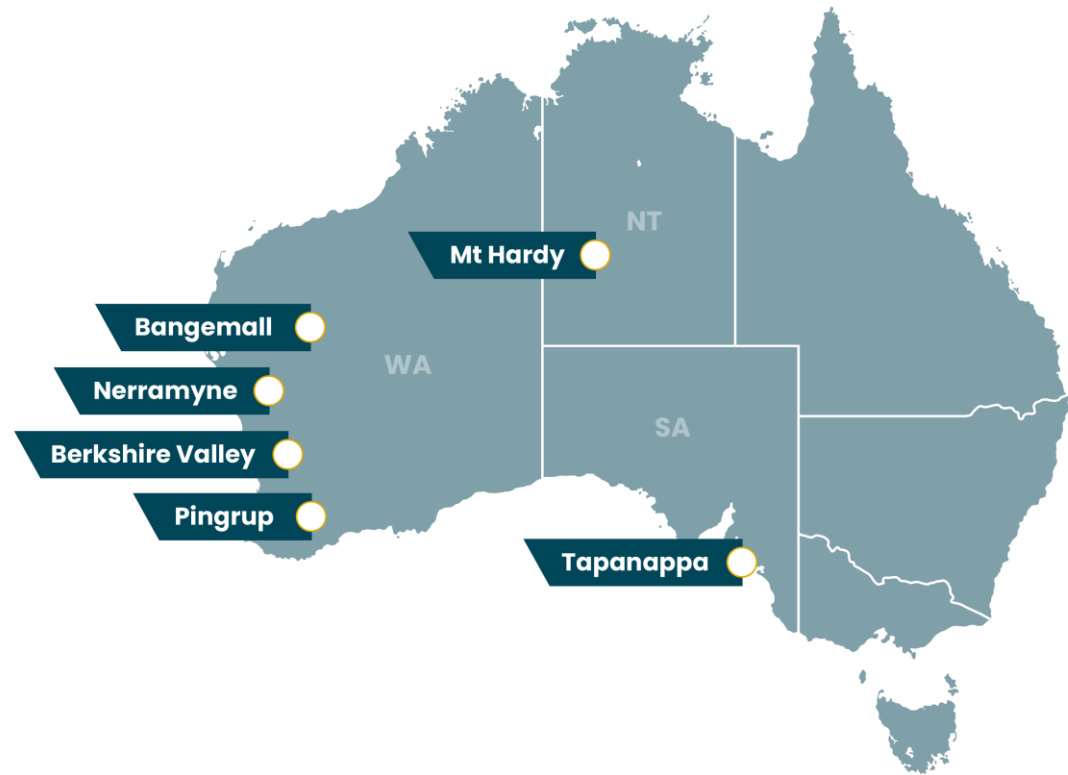 NT
Mt Hardy
Bangemall
WA
Nerramyne
SA
Berkshire Valley
Pingrup
Tapanappa